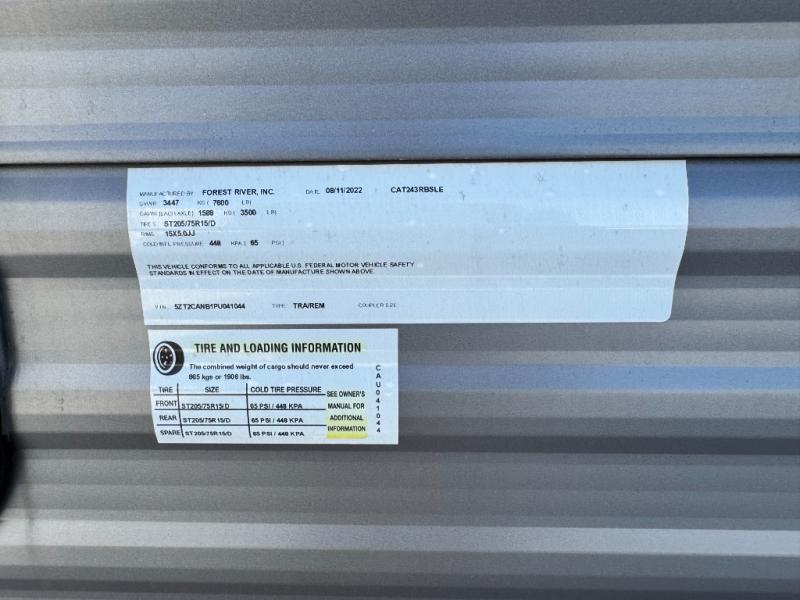 MANUFACTURED BY FOREST RIVER, INC. DATE 08/11/2022 CAT243RBSLE
GVWR 3447 KG ( 7600 LB)
GAWR (EACH AXLE) 1588 KG ( 3500 LB)
TIRES ST205/75R15/D
RIMS 15X5.0JJ
COLD INFL PRESSURE 448 KPA ( 65 PSI)
THIS VEHICLE CONFORMS TO ALL APPLICABLE U.S. FEDERAL MOTOR VEHICLE SAFETY
STANDARDS IN EFFECT ON THE DATE OF MANUFACTURE SHOWN ABOVE.
V.I.N. 5ZT2CANB1PU041044 TYPE: TRA/REM COUPLER SIZE
TIRE AND LOADING INFORMATION
The combined weight of cargo should never exceed
865 kgs or 1906 lbs.
TIRE SIZE COLD TIRE PRESSURE SEE OWNER'S
FRONT ST205/75R15/D 65 PSI / 448 KPA MANUAL FOR
REAR ST205/75R15/D 65 PSI / 448 KPA ADDITIONAL
SPARE ST205/75R15/D 65 PSI / 448 KPA INFORMATION
CAU041044